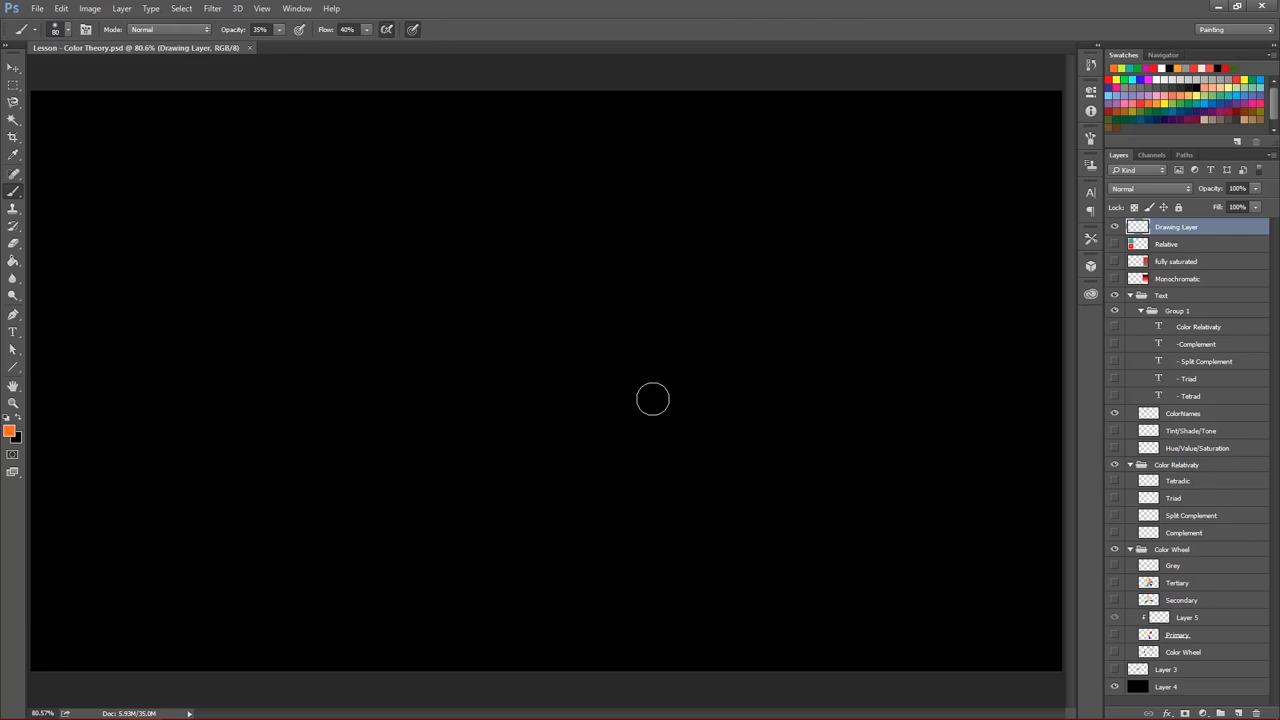 Ps File Edit Image Layer Type Select Filter 3D View Window Help
80 Mode: Normal Opacity: 35% Flow: 40% Painting
Lesson - Color Theory.psd @ 80.6% (Drawing Layer, RGB/8) ×
Swatches Navigator
Layers Channels Paths
Kind T
Normal Opacity: 100%
Lock: Fill: 100%
Drawing Layer
Relative
fully saturated
Monochromatic
Text
Group 1
T Color Relativaty
T -Complement
T - Split Complement
T - Triad
T - Tetrad
ColorNames
Tint/Shade/Tone
Hue/Value/Saturation
Color Relativaty
Tetradic
Triad
Split Complement
Complement
Color Wheel
Grey
Tertiary
Secondary
Layer 5
Primary
Color Wheel
Layer 3
Layer 4
80.57% Doc: 5.93M/35.0M fx